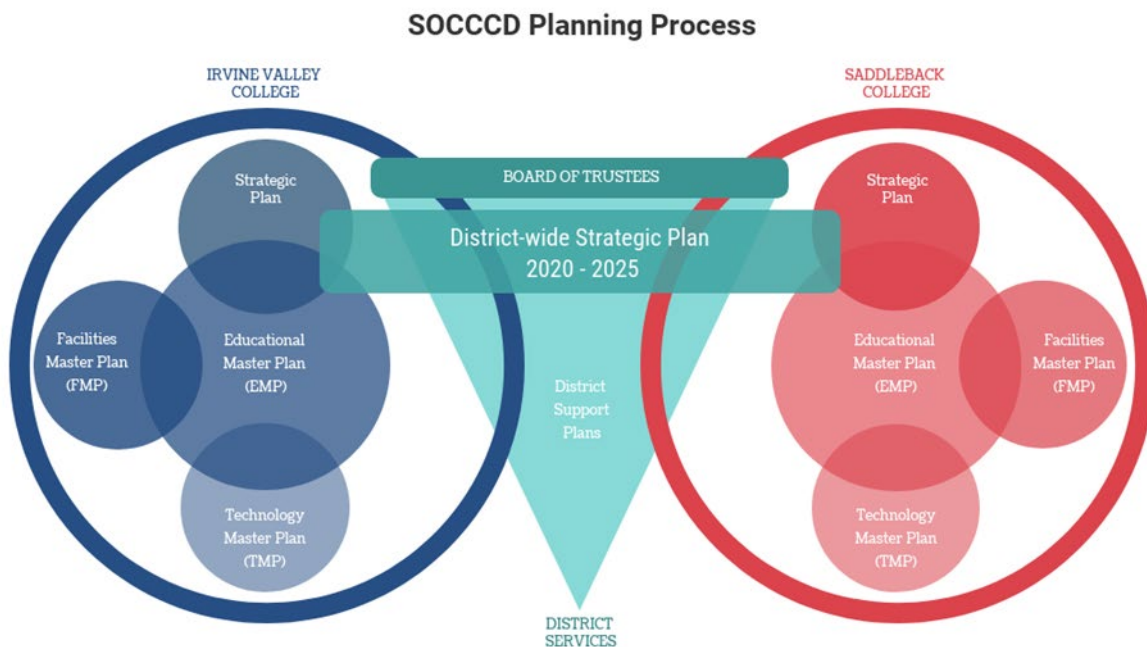 SOCCCD Planning Process
IRVINE VALLEY
COLLEGE
SADDLEBACK
COLLEGE
BOARD OF TRUSTEES
District-wide Strategic Plan
2020 - 2025
Strategic
Plan
Facilities
Master Plan
(FMP)
Educational
Master Plan
(EMP)
Technology
Master Plan
(TMP)
District
Support
Plans
Strategic
Plan
Educational
Master Plan
(EMP)
Facilities
Master Plan
(FMP)
Technology
Master Plan
(TMP)
DISTRICT
SERVICES